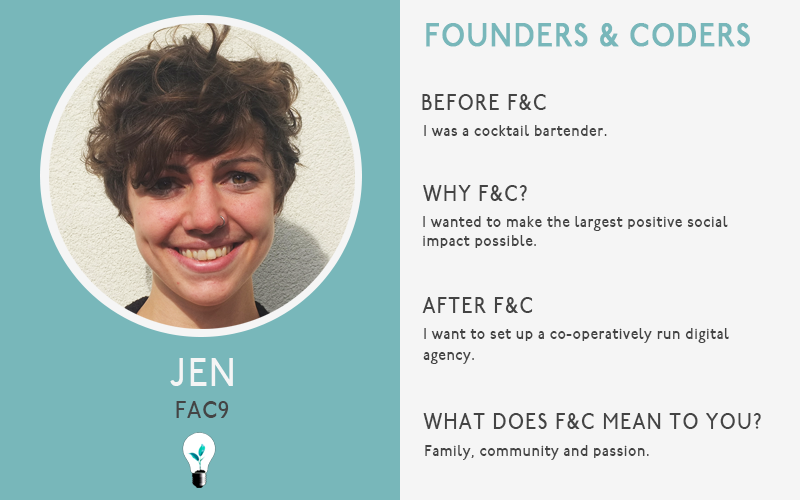 JEN
FAC9
FOUNDERS & CODERS
BEFORE F&C
I was a cocktail bartender.
WHY F&C?
I wanted to make the largest positive social
impact possible.
AFTER F&C
I want to set up a co-operatively run digital
agency.
WHAT DOES F&C MEAN TO YOU?
Family, community and passion.